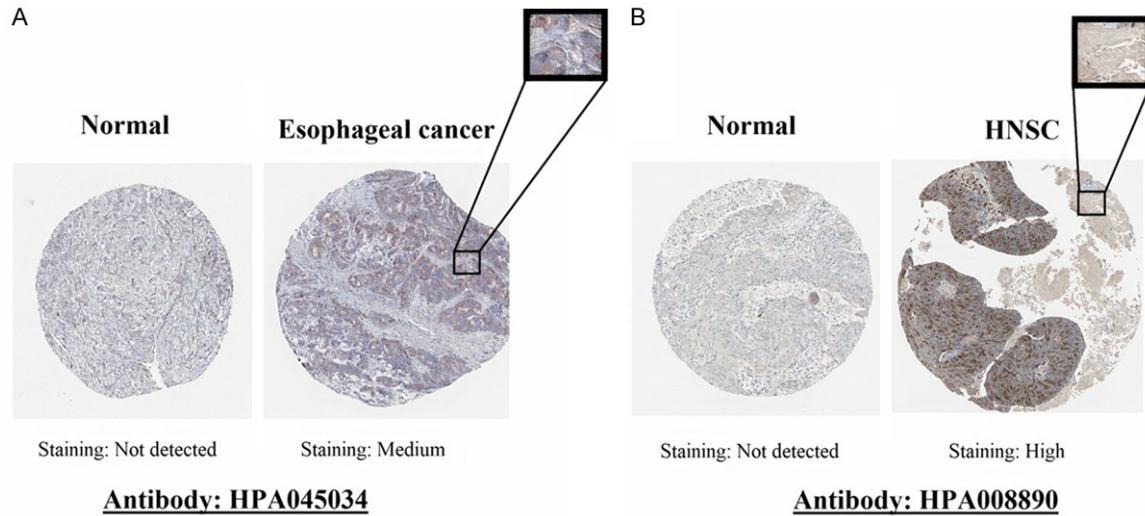 A
Normal
Esophageal cancer
Staining: Not detected
Staining: Medium
Antibody: HPA045034
B
Normal
HNSC
Staining: Not detected
Staining: High
Antibody: HPA008890